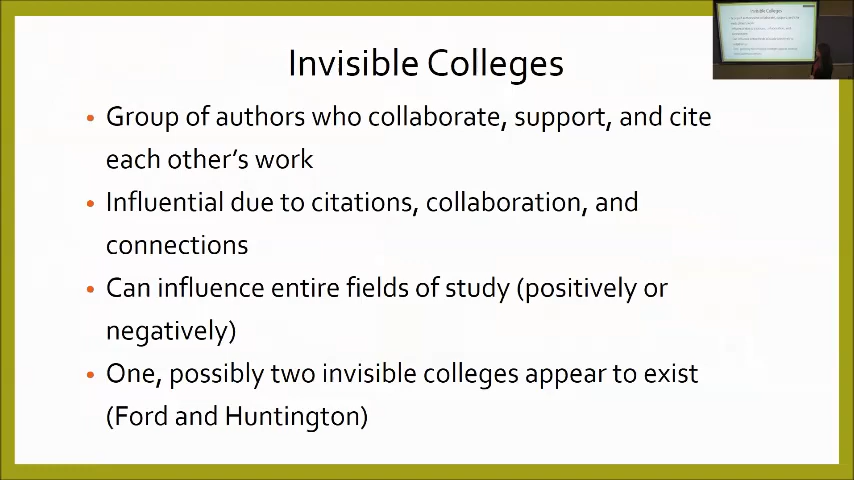 Invisible Colleges
• Group of authors who collaborate, support, and cite
each other's work
• Influential due to citations, collaboration, and
connections
• Can influence entire fields of study (positively or
negatively)
• One, possibly two invisible colleges appear to exist
(Ford and Huntington)
Invisible Colleges